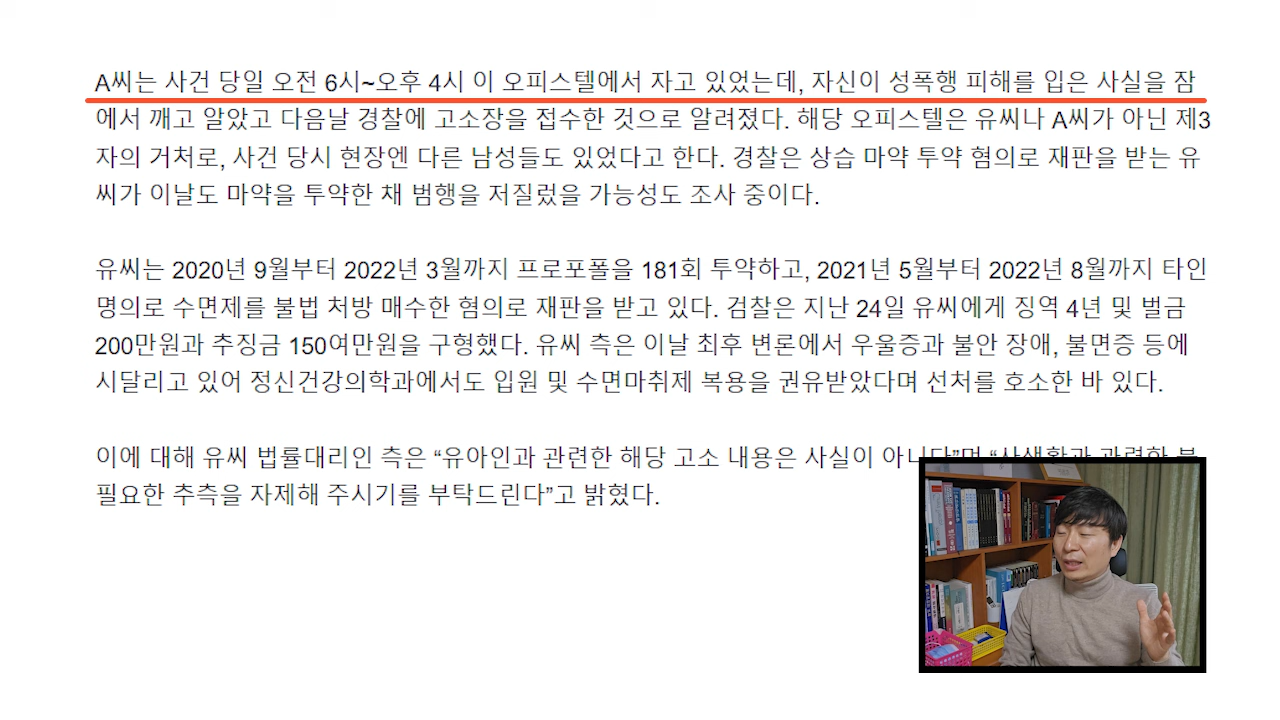 A씨는 사건 당일 오전 6시~오후 4시 이 오피스텔에서 자고 있었는데, 자신이 성폭행 피해를 입은 사실을 잠
에서 깨고 알았고 다음날 경찰에 고소장을 접수한 것으로 알려졌다. 해당 오피스텔은 유씨나 A씨가 아닌 제3
자의 거처로, 사건 당시 현장엔 다른 남성들도 있었다고 한다. 경찰은 상습 마약 투약 혐의로 재판을 받는 유
씨가 이날도 마약을 투약한 채 범행을 저질렀을 가능성도 조사 중이다.
유씨는 2020년 9월부터 2022년 3월까지 프로포폴을 181회 투약하고, 2021년 5월부터 2022년 8월까지 타인
명의로 수면제를 불법 처방 매수한 혐의로 재판을 받고 있다. 검찰은 지난 24일 유씨에게 징역 4년 및 벌금
200만원과 추징금 150여만원을 구형했다. 유씨 측은 이날 최후 변론에서 우울증과 불안 장애, 불면증 등에
시달리고 있어 정신건강의학과에서도 입원 및 수면마취제 복용을 권유받았다며 선처를 호소한 바 있다.
이에 대해 유씨 법률대리인 측은 “유아인과 관련한 해당 고소 내용은 사실이 아니다”며 “사생활과 관련한 불
필요한 추측을 자제해 주시기를 부탁드린다”고 밝혔다.